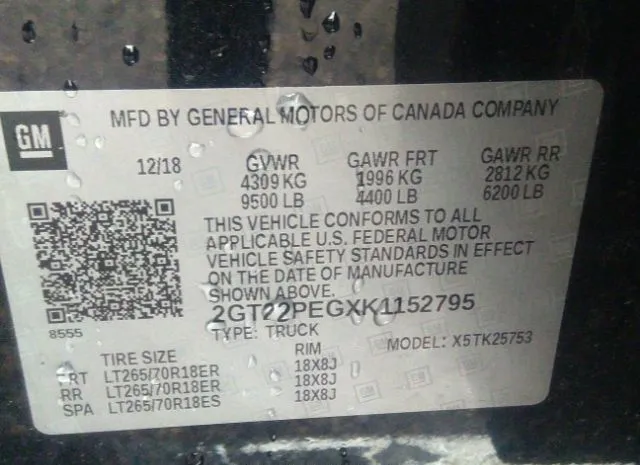 GM
MFD BY GENERAL MOTORS OF CANADA COMPANY
12/18 GVWR GAWR FRT GAWR RR
4309 KG 1996 KG 2812 KG
9500 LB 4400 LB 6200 LB
THIS VEHICLE CONFORMS TO ALL
APPLICABLE U.S. FEDERAL MOTOR
VEHICLE SAFETY STANDARDS IN EFFECT
ON THE DATE OF MANUFACTURE
SHOWN ABOVE.
8555
2GT22PEGXK1152795
TYPE: TRUCK MODEL: X5TK25753
TIRE SIZE RIM
FRT LT265/70R18ER 18X8J
RR LT265/70R18ER 18X8J
SPA LT265/70R18ES 18X8J